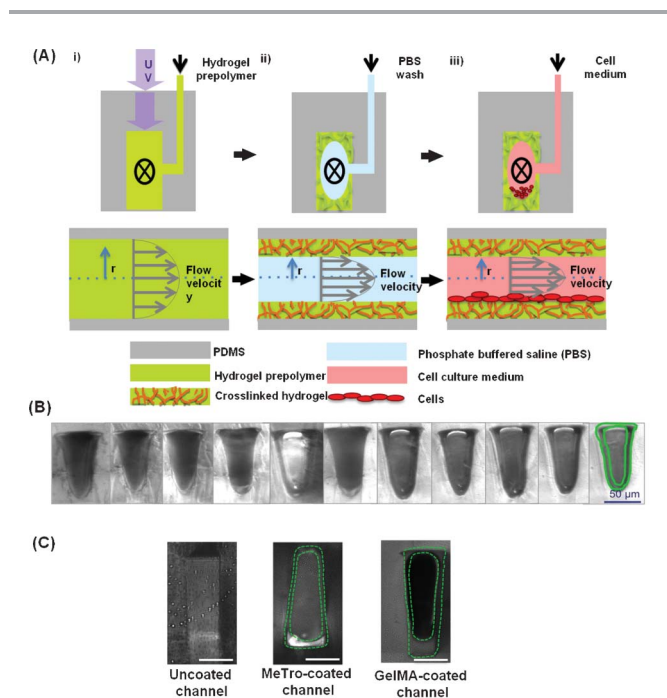 (A)
i)
U
V
Hydrogel
prepolymer
ii)
PBS
wash
iii)
Cell
medium
r
Flow
velocit
y
r
Flow
velocity
r
Flow
velocity
PDMS
Phosphate buffered saline (PBS)
Hydrogel prepolymer
Cell culture medium
Crosslinked hydrogel
Cells
(B)
50 µm
(C)
Uncoated
channel
MeTro-coated
channel
GelMA-coated
channel